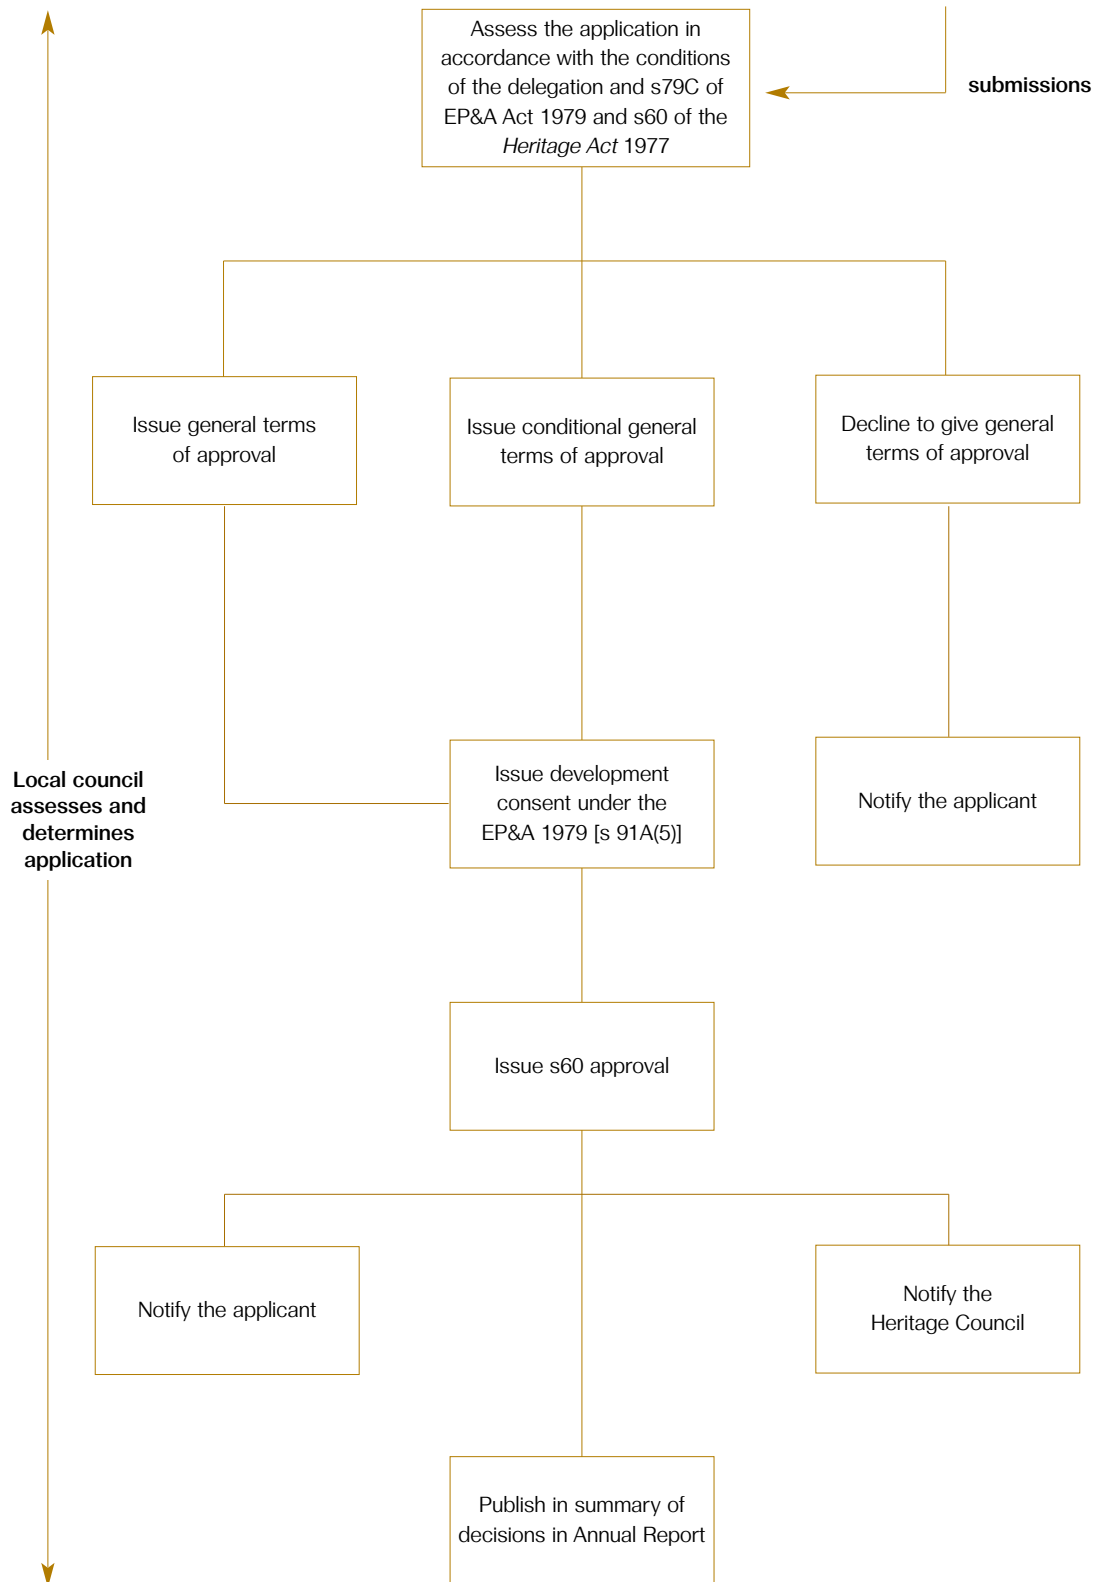 Assess the application in
accordance with the conditions
of the delegation and s79C of
EP&A Act 1979 and s60 of the
Heritage Act 1977
submissions
Issue general terms
of approval
Issue conditional general
terms of approval
Decline to give general
terms of approval
Local council
assesses and
determines
application
Issue development
consent under the
EP&A 1979 [s 91A(5)]
Notify the applicant
Issue s60 approval
Notify the applicant
Notify the
Heritage Council
Publish in summary of
decisions in Annual Report